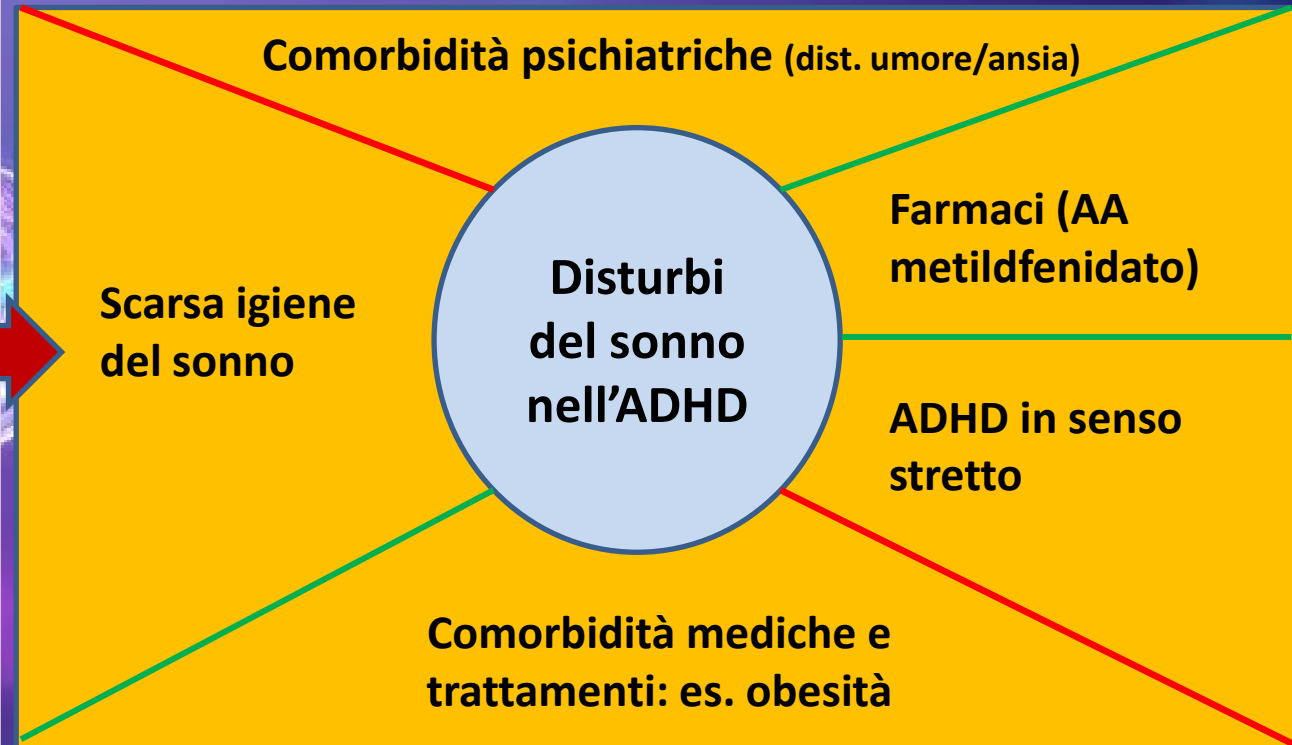 Comorbidità psichiatriche (dist. umore/ansia)
Scarsa igiene
del sonno
Disturbi
del sonno
nell’ADHD
Farmaci (AA
metildfenidato)
ADHD in senso
stretto
Comorbidità mediche e
trattamenti: es. obesità